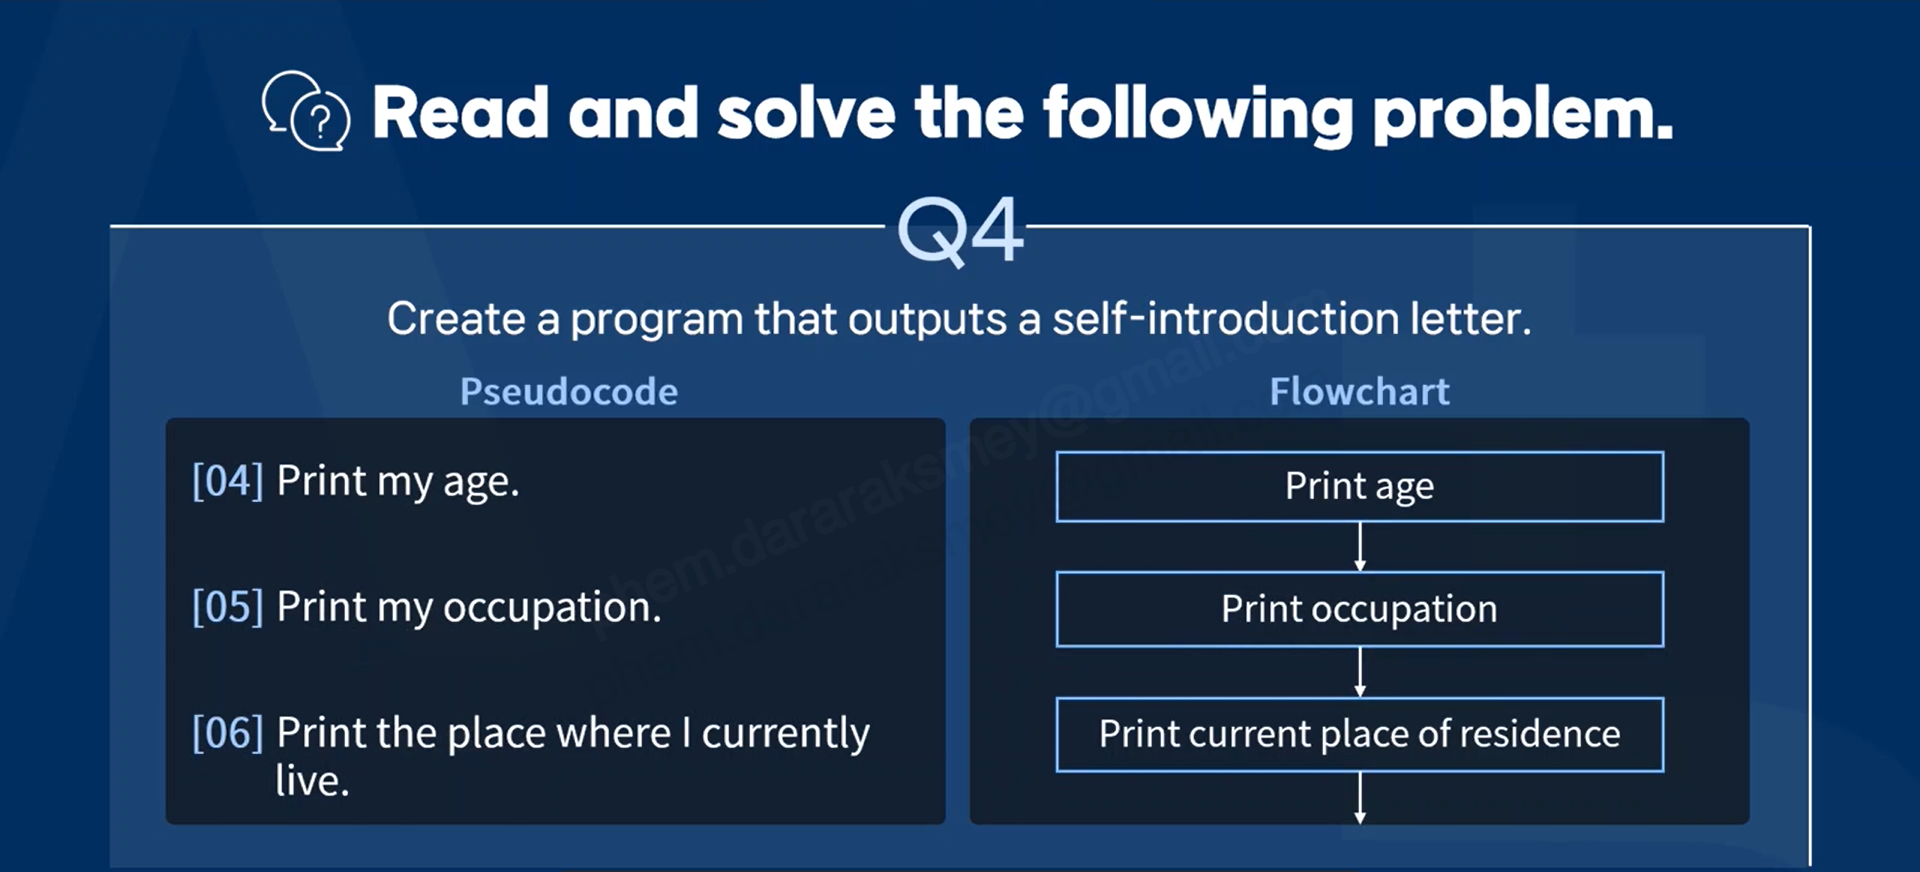 Read and solve the following problem.
Q4
Create a program that outputs a self-introduction letter.
Pseudocode
[04] Print my age.
[05] Print my occupation.
[06] Print the place where I currently
live.
Flowchart
Print age
Print occupation
Print current place of residence
phem.dararaksmey@gmail.com